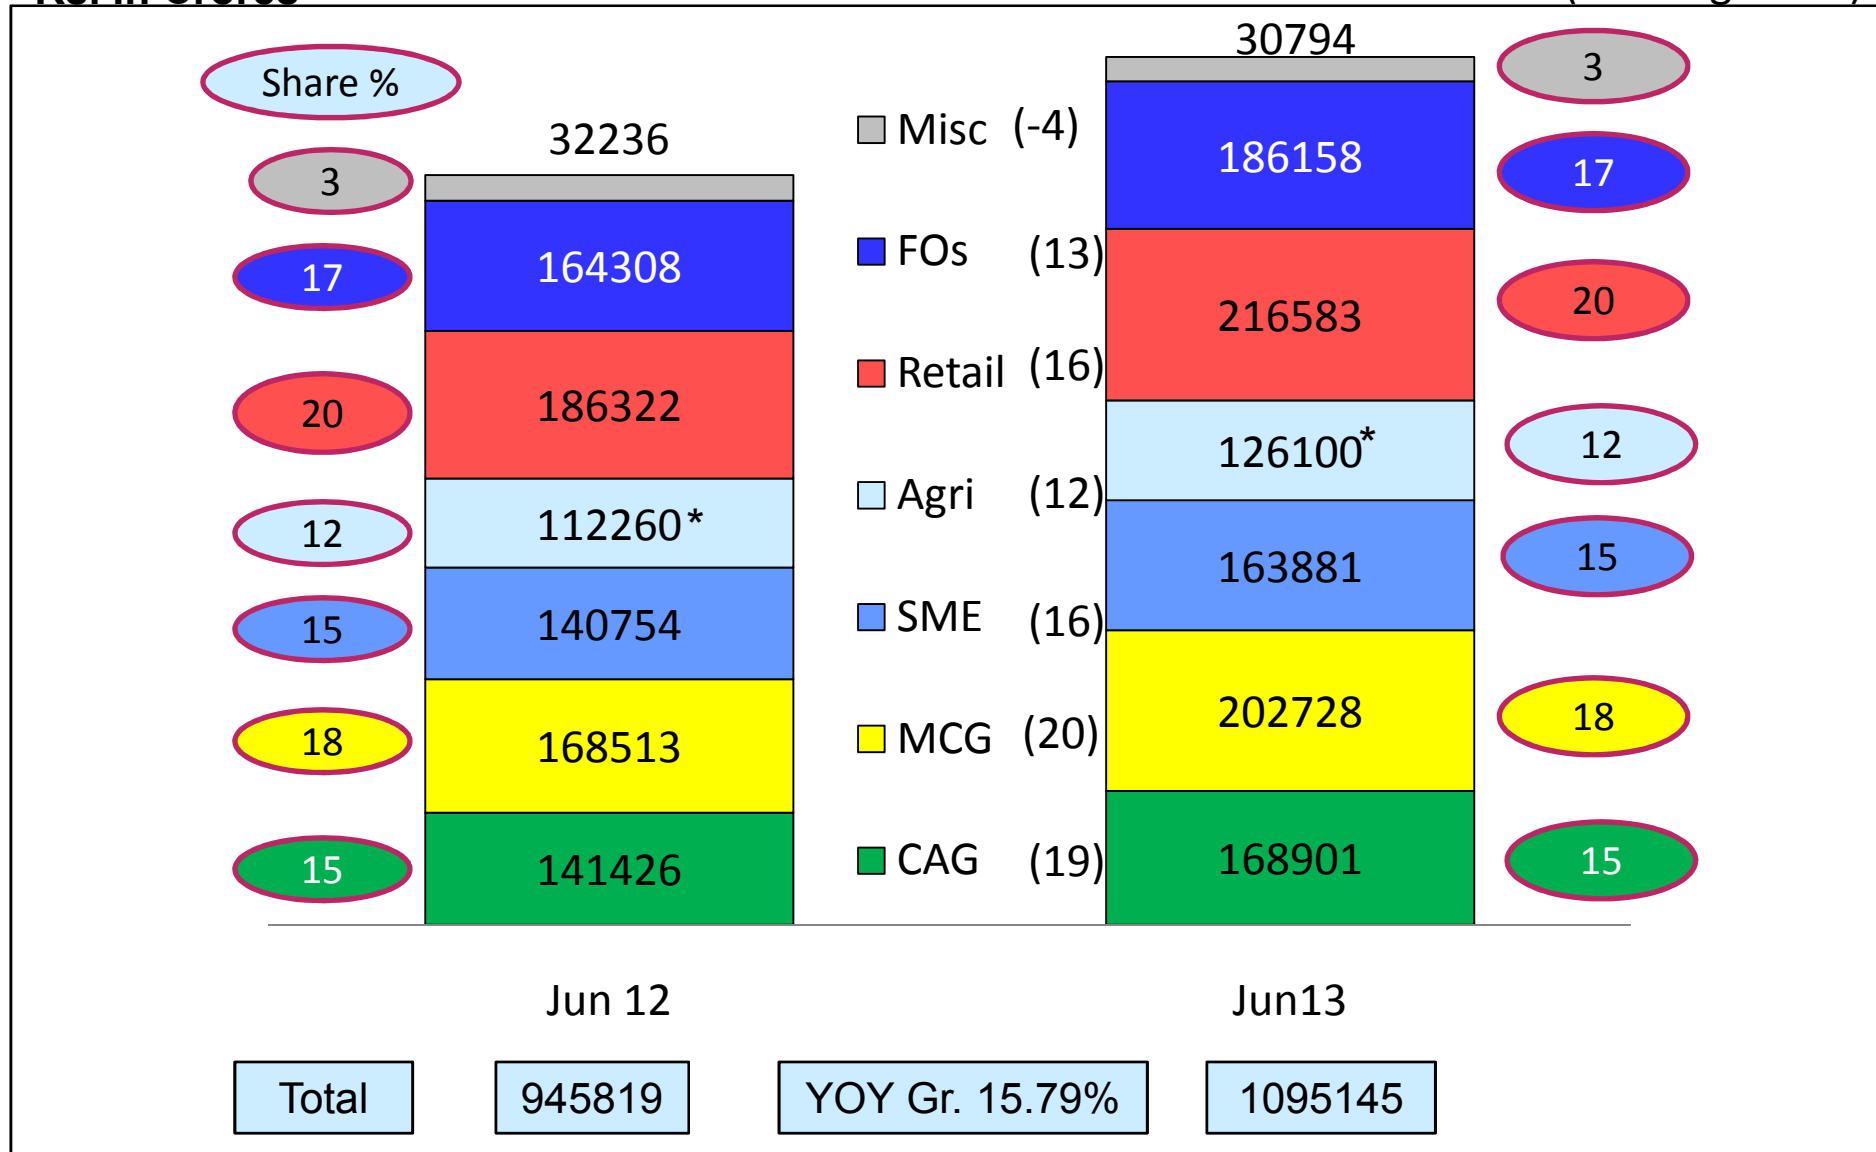 Share %
32236
3
17
164308
20
186322
12
112260*
15
140754
18
168513
15
141426
Misc (-4)
FOs (13)
Retail (16)
Agri (12)
SME (16)
MCG (20)
CAG (19)
30794
3
186158
17
216583
20
126100*
12
163881
15
202728
18
168901
15
Jun 12
Jun13
Total
945819
YOY Gr. 15.79%
1095145